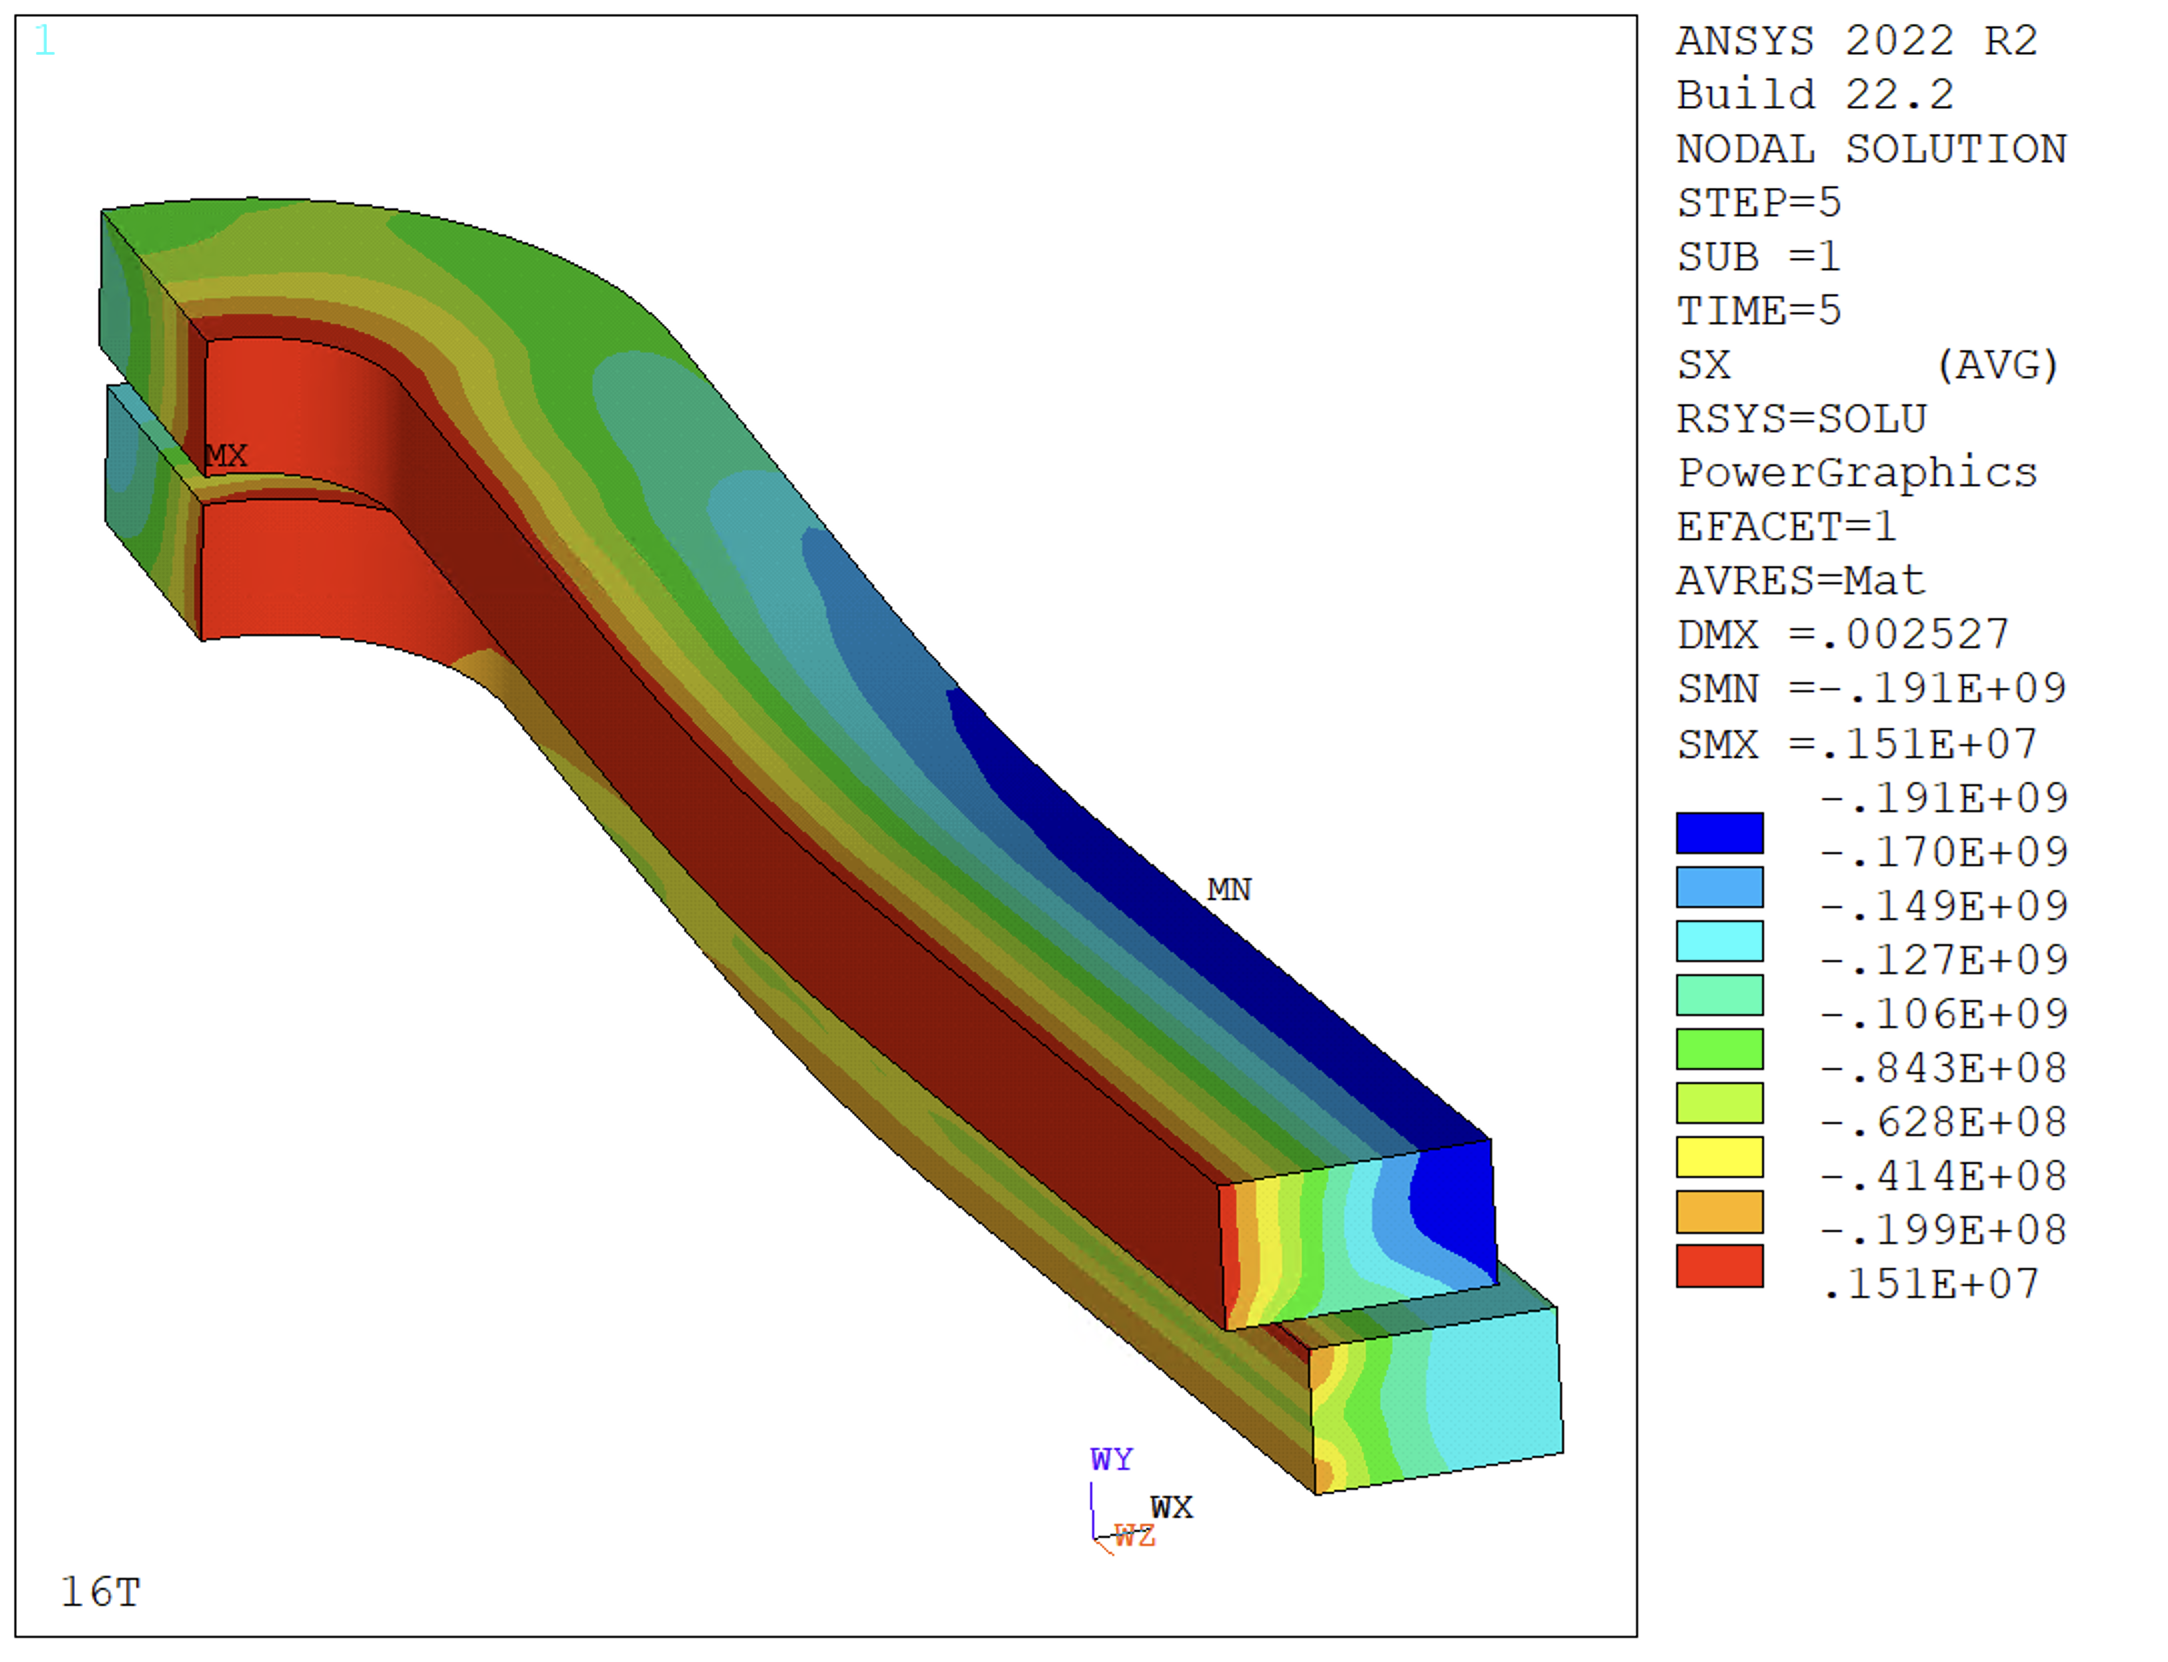 1
ANSYS 2022 R2
Build 22.2
NODAL SOLUTION
STEP=5
SUB =1
TIME=5
SX (AVG)
RSYS=SOLU
PowerGraphics
EFACET=1
AVRES=Mat
DMX =.002527
SMN =-.191E+09
SMX =.151E+07
-.191E+09
-.170E+09
-.149E+09
-.127E+09
-.106E+09
-.843E+08
-.628E+08
-.414E+08
-.199E+08
.151E+07
MX
MN
WY
WX
WZ
16T